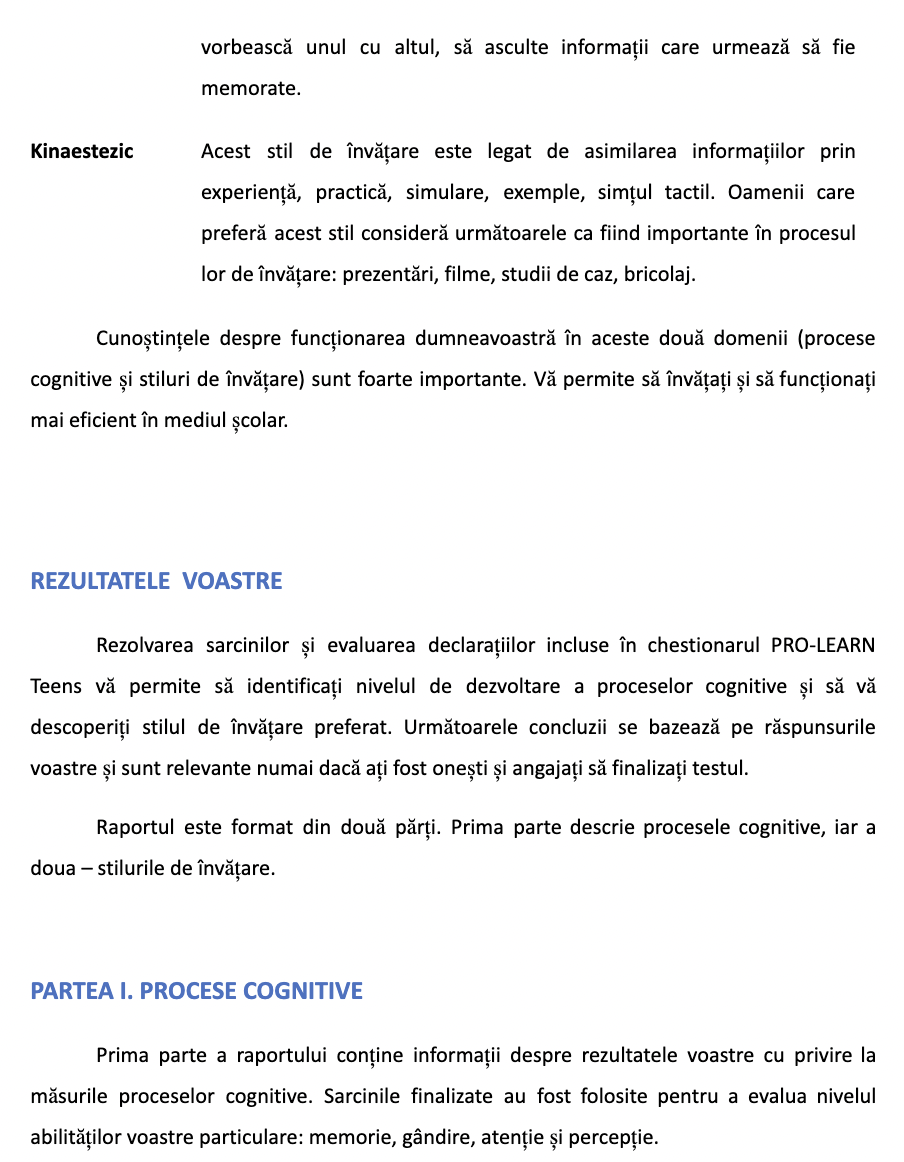 vorbească unul cu altul, să asculte informații care urmează să fie
memorate.
Kinaestezic Acest stil de învățare este legat de asimilarea informațiilor prin
experiență, practică, simulare, exemple, simțul tactil. Oamenii care
preferă acest stil consideră următoarele ca fiind importante în procesul
lor de învățare: prezentări, filme, studii de caz, bricolaj.
Cunoștințele despre funcționarea dumneavoastră în aceste două domenii (procese
cognitive și stiluri de învățare) sunt foarte importante. Vă permite să învățați și să funcționați
mai eficient în mediul școlar.
REZULTATELE VOASTRE
Rezolvarea sarcinilor și evaluarea declarațiilor incluse în chestionarul PRO-LEARN
Teens vă permite să identificați nivelul de dezvoltare a proceselor cognitive și să vă
descoperiți stilul de învățare preferat. Următoarele concluzii se bazează pe răspunsurile
voastre și sunt relevante numai dacă ați fost onești și angajați să finalizați testul.
Raportul este format din două părți. Prima parte descrie procesele cognitive, iar a
doua – stilurile de învățare.
PARTEA I. PROCESE COGNITIVE
Prima parte a raportului conține informații despre rezultatele voastre cu privire la
măsurile proceselor cognitive. Sarcinile finalizate au fost folosite pentru a evalua nivelul
abilităților voastre particulare: memorie, gândire, atenție și percepție.